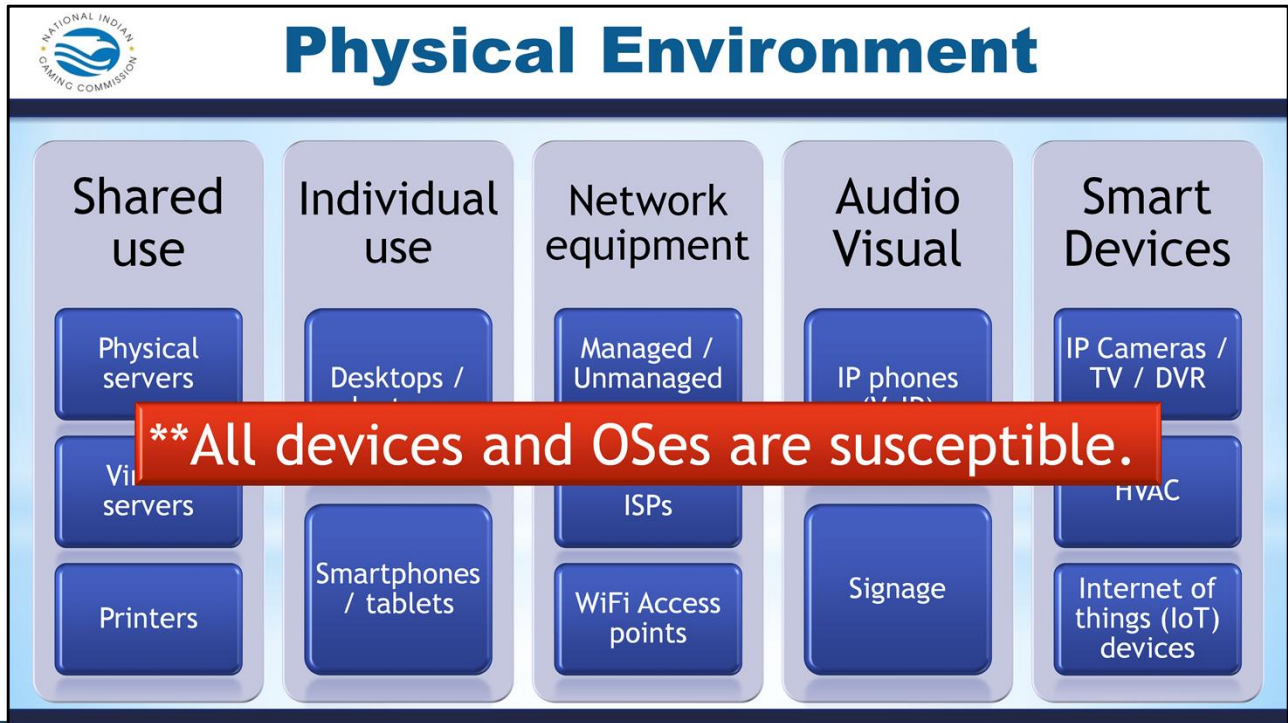 NATIONAL INDIAN
GAMING COMMISSION
Physical Environment
Shared
use
Physical
servers
servers
Printers
Individual
use
Desktops /
Smartphones
/ tablets
Network
equipment
Managed /
Unmanaged
ISPs
WiFi Access
points
Audio
Visual
IP phones
Signage
Smart
Devices
IP Cameras /
TV / DVR
HVAC
Internet of
things (IoT)
devices
**All devices and OSes are susceptible.